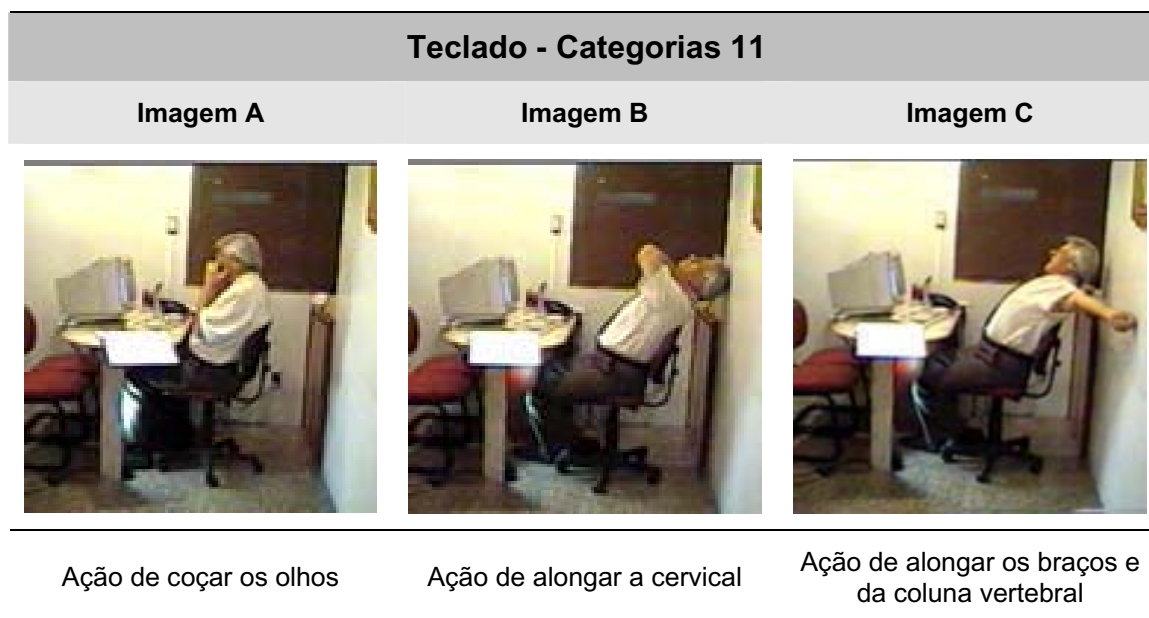 Teclado - Categorias 11
Imagem A
Imagem B
Imagem C
Ação de coçar os olhos
Ação de alongar a cervical
Ação de alongar os braços e
da coluna vertebral